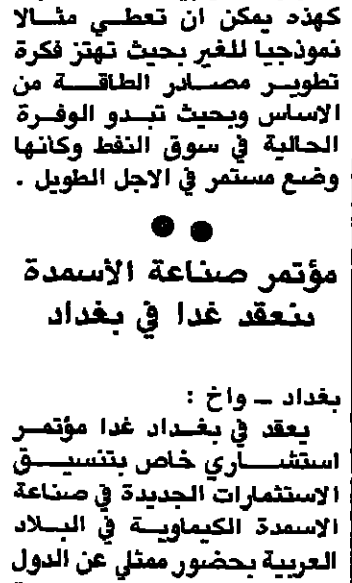 كهذه يمكن ان تعطي مثالا
نموذجيا للغير بحيث تهتز فكرة
تطوير مصادر الطاقة من
الاساس وبحيث تبدو الوفرة
الحالية في سوق النفط وكانها
وضع مستمر في الاجل الطويل .
مؤتمر صناعة الأسمدة
ينعقد غدا في بغداد
بغداد ــ واخ :
يعقد في بغداد غدا مؤتمر
استشاري خاص بتنسيق
الاستثمارات الجديدة في صناعة
الاسمدة الكيماوية في البلاد
العربية بحضور ممثلي عن الدول